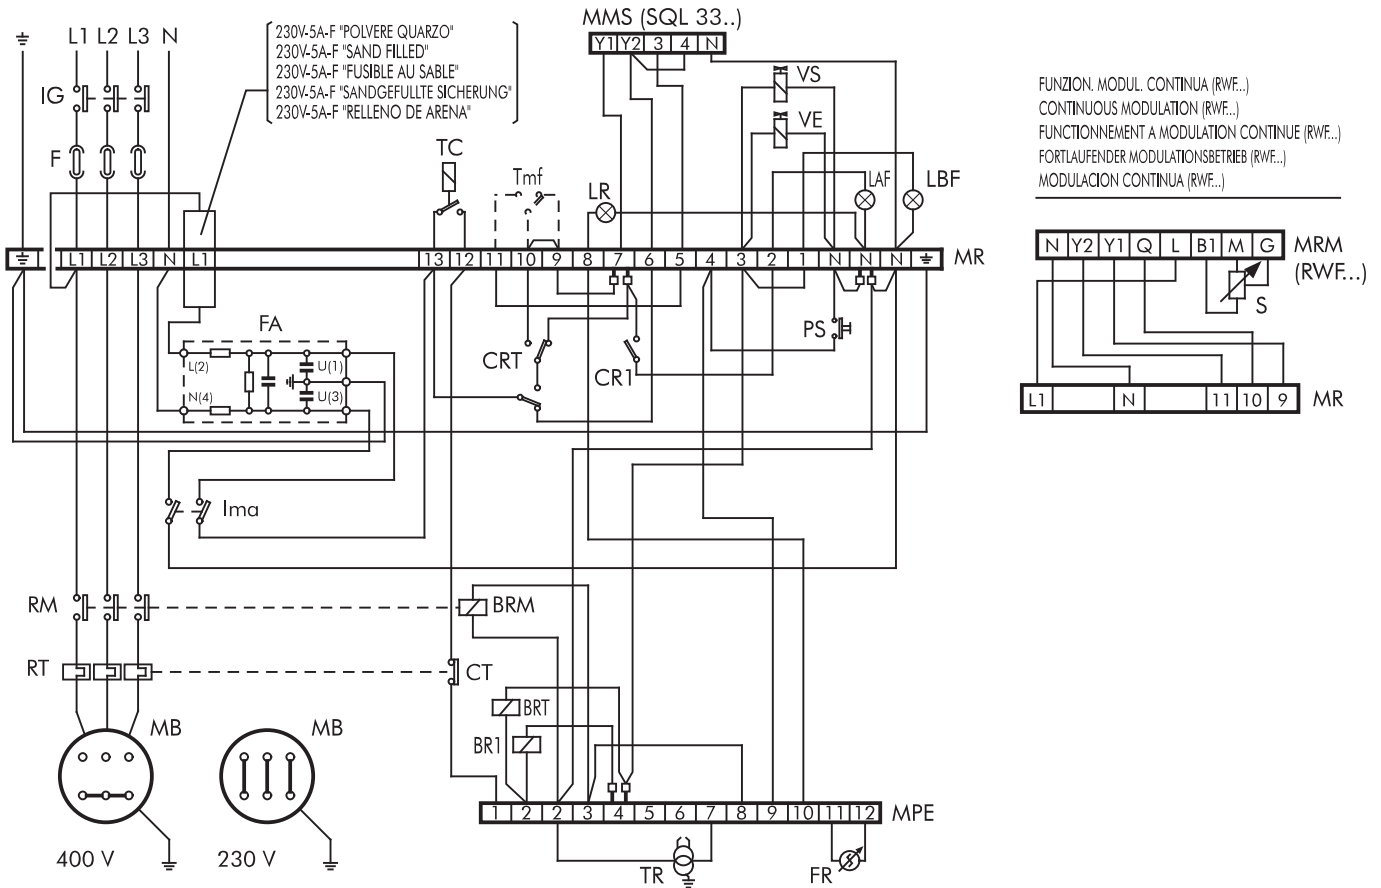 MMS (SQL 33..)
L1 L2 L3 N
230V-5A-F "POLVERE QUARZO"
230V-5A-F "SAND FILLED"
230V-5A-F "FUSIBLE AU SABLE"
230V-5A-F "SANDGEFULLTE SICHERUNG"
230V-5A-F "RELLENO DE ARENA"
Y1 Y2 3 4 N
VS
VE
IG
F
TC
Tmf
LR
LAF
LBF
FUNZION. MODUL. CONTINUA (RWF...)
CONTINUOUS MODULATION (RWF...)
FUNCTIONNEMENT A MODULATION CONTINUE (RWF...)
FORTLAUFENDER MODULATIONSBETRIEB (RWF...)
MODULACION CONTINUA (RWF...)
L1 L2 L3 N L1 13 12 11 10 9 8 7 6 5 4 3 2 1 N N N MR
N Y2 Y1 Q L B1 M G MRM
(RWF...)
S
FA
L(2) U(1)
N(4) U(3)
CRT
CR1
PS
L1 N 11 10 9 MR
Ima
RM
BRM
RT
CT
BRT
BR1
MB
MB
1 2 2 3 4 5 6 7 8 9 10 11 12 MPE
400 V
230 V
TR
FR